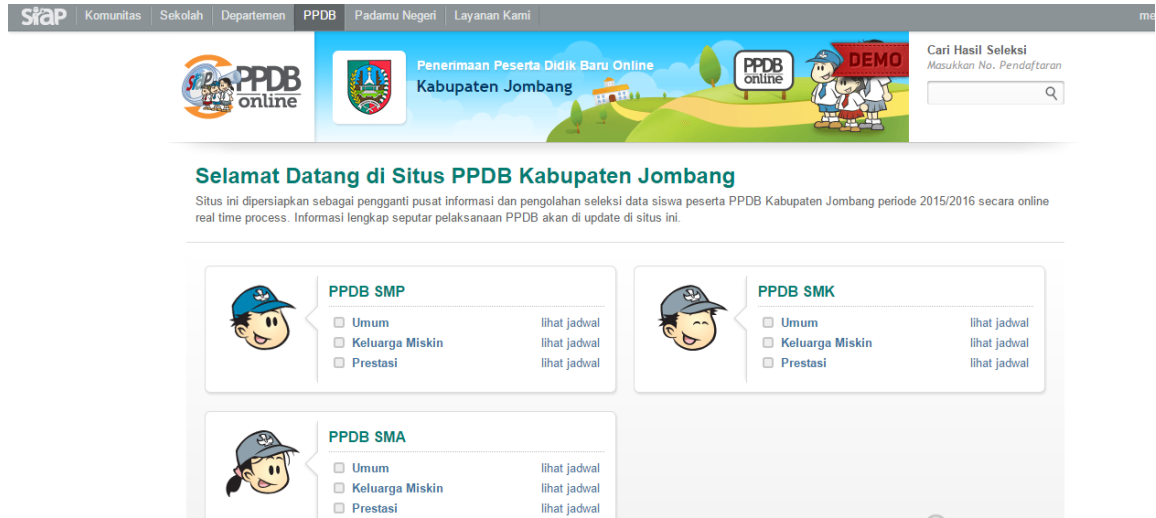 SIAP Komunitas Sekolah Departemen PPDB Padamu Negeri Layanan Kami me
PPDB
online
Penerimaan Peserta Didik Baru Online
Kabupaten Jombang
PPDB
online
DEMO
Cari Hasil Seleksi
Masukkan No. Pendaftaran
Selamat Datang di Situs PPDB Kabupaten Jombang
Situs ini dipersiapkan sebagai pengganti pusat informasi dan pengolahan seleksi data siswa peserta PPDB Kabupaten Jombang periode 2015/2016 secara online
real time process. Informasi lengkap seputar pelaksanaan PPDB akan di update di situs ini.
PPDB SMP
Umum lihat jadwal
Keluarga Miskin lihat jadwal
Prestasi lihat jadwal
PPDB SMK
Umum lihat jadwal
Keluarga Miskin lihat jadwal
Prestasi lihat jadwal
PPDB SMA
Umum lihat jadwal
Keluarga Miskin lihat jadwal
Prestasi lihat jadwal